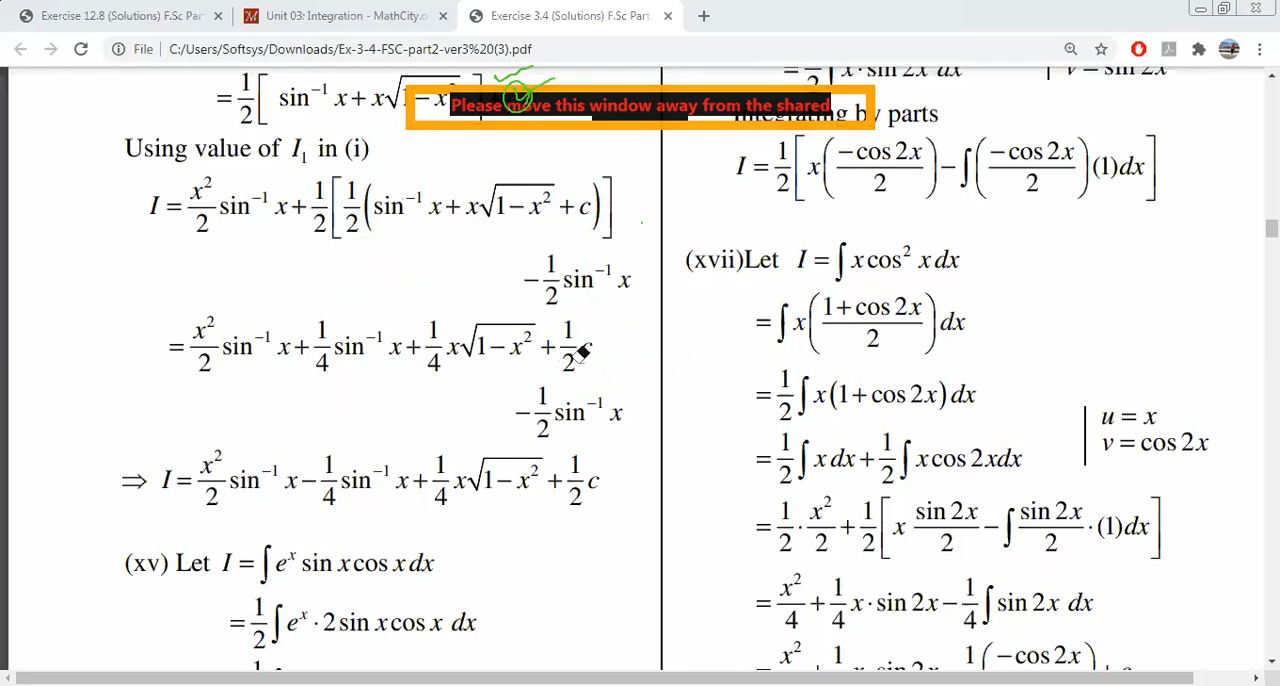 Exercise 12.8 (Solutions) F.Sc Par
Unit 03: Integration - MathCity.o
Exercise 3.4 (Solutions) F.Sc Part
File C:/Users/Softsys/Downloads/Ex-3-4-FSC-part2-ver3%20(3).pdf
= 1/2 [ sin⁻¹ x + x√1 − x² ]
Please move this window away from the shared
Using value of I₁ in (i)
I = x²/2 sin⁻¹ x + 1/2 [ 1/2 ( sin⁻¹ x + x√1 − x² + c ) ]
− 1/2 sin⁻¹ x
= x²/2 sin⁻¹ x + 1/4 sin⁻¹ x + 1/4 x√1 − x² + 1/2 c
− 1/2 sin⁻¹ x
⇒ I = x²/2 sin⁻¹ x − 1/4 sin⁻¹ x + 1/4 x√1 − x² + 1/2 c
(xv) Let I = ∫ eˣ sin x cos x dx
= 1/2 ∫ eˣ · 2 sin x cos x dx
by parts
I = 1/2 [ x ( −cos 2x / 2 ) − ∫ ( −cos 2x / 2 ) (1) dx ]
(xvii) Let I = ∫ x cos² x dx
= ∫ x ( 1 + cos 2x / 2 ) dx
= 1/2 ∫ x (1 + cos 2x) dx
u = x
v = cos 2x
= 1/2 ∫ x dx + 1/2 ∫ x cos 2x dx
= 1/2 · x²/2 + 1/2 [ x sin 2x / 2 − ∫ sin 2x / 2 · (1) dx ]
= x²/4 + 1/4 x · sin 2x − 1/4 ∫ sin 2x dx